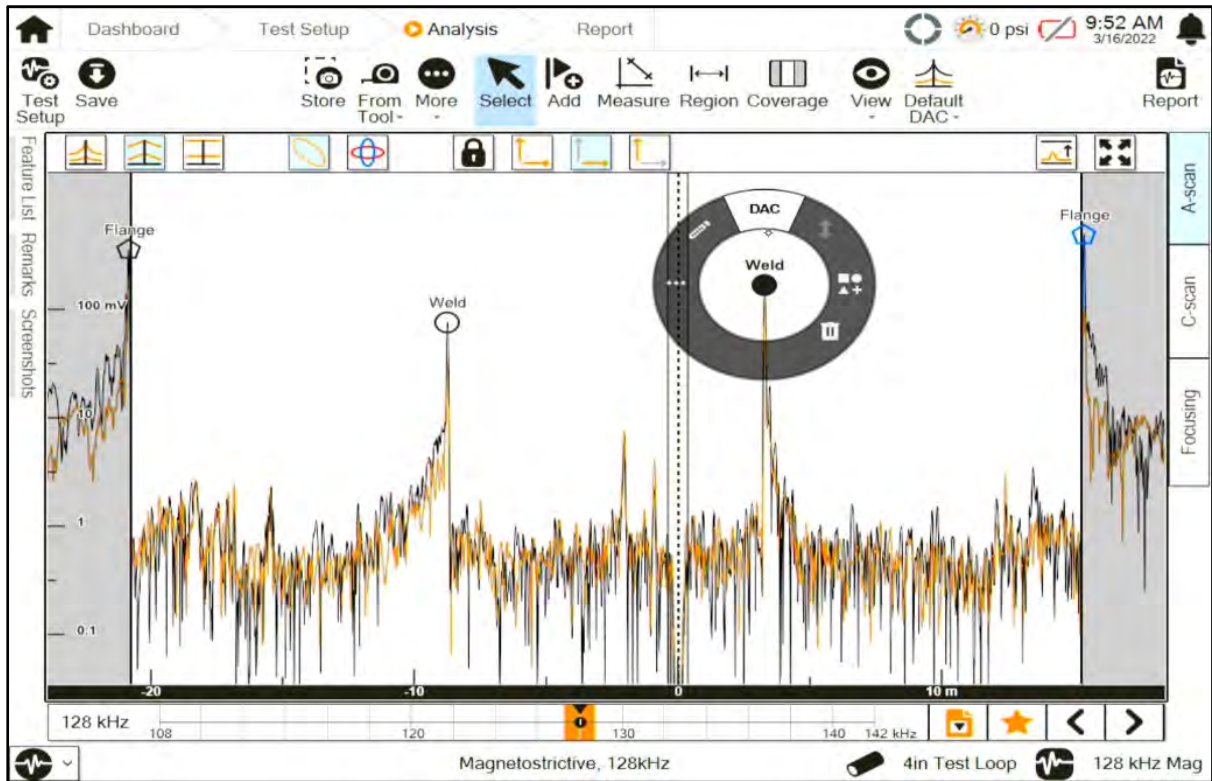 Dashboard Test Setup Analysis Report 0 psi 9:52 AM
3/16/2022
Test Setup Save Store From Tool More Select Add Measure Region Coverage View Default DAC Report
Feature List Remarks Screenshots
A-scan
C-scan
Focusing
Flange
Weld
DAC
Weld
Flange
100 mV
10
1
0.1
-20 -10 0 10 m
128 kHz 108 120 130 140 142 kHz
Magnetostrictive, 128kHz 4in Test Loop 128 kHz Mag